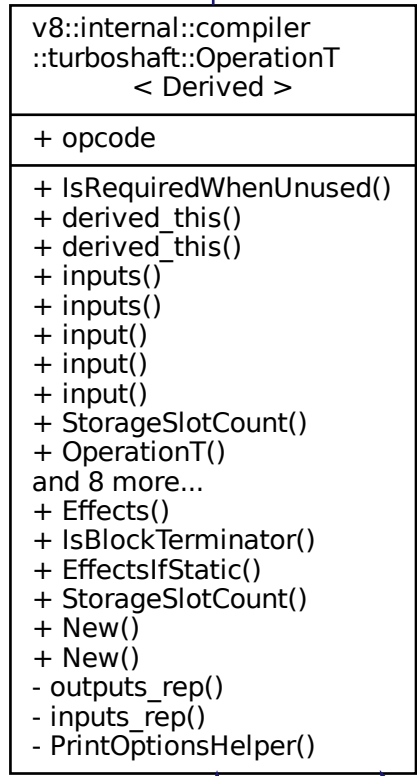 v8::internal::compiler
::turboshaft::OperationT
< Derived >
+ opcode
+ IsRequiredWhenUnused()
+ derived_this()
+ derived_this()
+ inputs()
+ inputs()
+ input()
+ input()
+ input()
+ StorageSlotCount()
+ OperationT()
and 8 more...
+ Effects()
+ IsBlockTerminator()
+ EffectsIfStatic()
+ StorageSlotCount()
+ New()
+ New()
- outputs_rep()
- inputs_rep()
- PrintOptionsHelper()